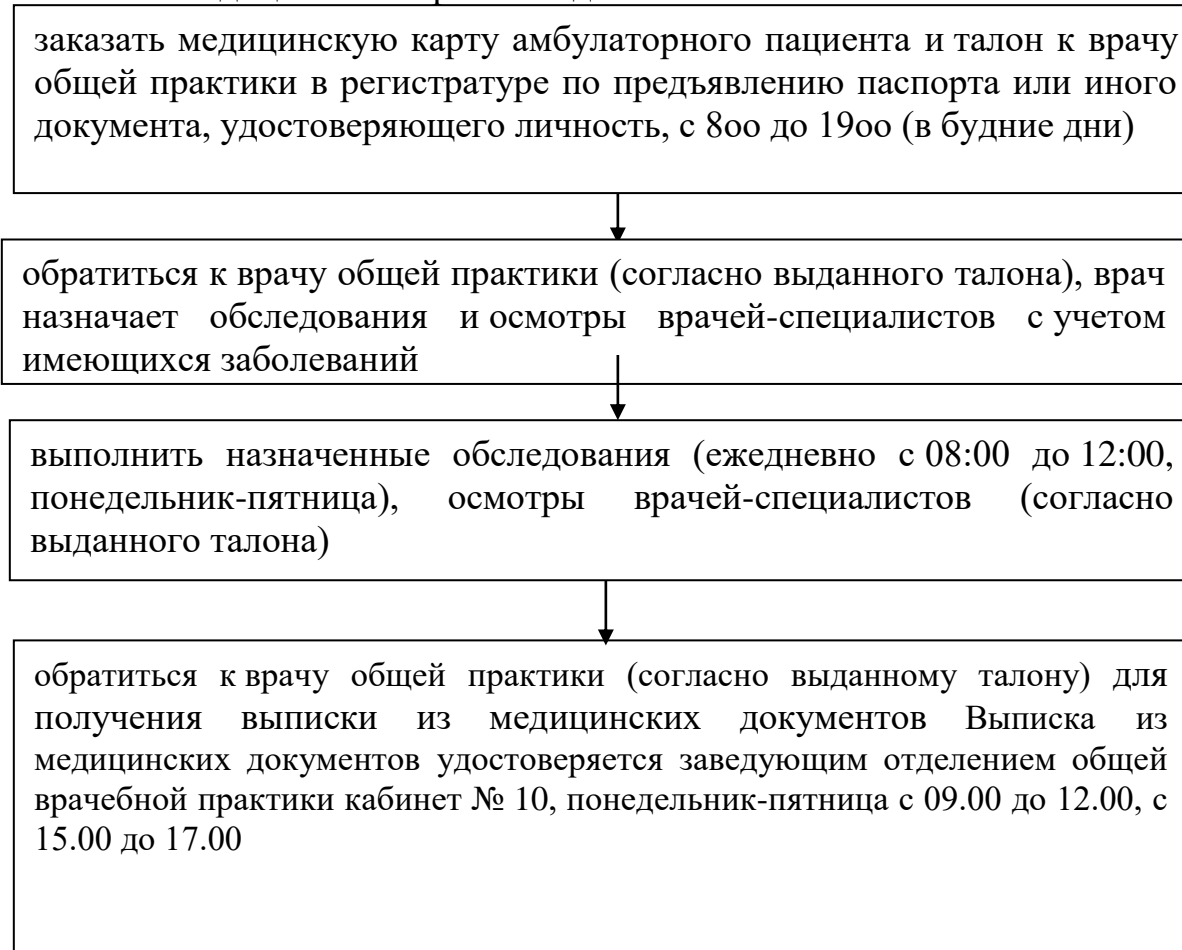 заказать медицинскую карту амбулаторного пациента и талон к врачу
общей практики в регистратуре по предъявлению паспорта или иного
документа, удостоверяющего личность, с 8оо до 19оо (в будние дни)
обратиться к врачу общей практики (согласно выданного талона), врач
назначает обследования и осмотры врачей-специалистов с учетом
имеющихся заболеваний
выполнить назначенные обследования (ежедневно с 08:00 до 12:00,
понедельник-пятница), осмотры врачей-специалистов (согласно
выданного талона)
обратиться к врачу общей практики (согласно выданному талону) для
получения выписки из медицинских документов Выписка из
медицинских документов удостоверяется заведующим отделением общей
врачебной практики кабинет № 10, понедельник-пятница с 09.00 до 12.00, с
15.00 до 17.00